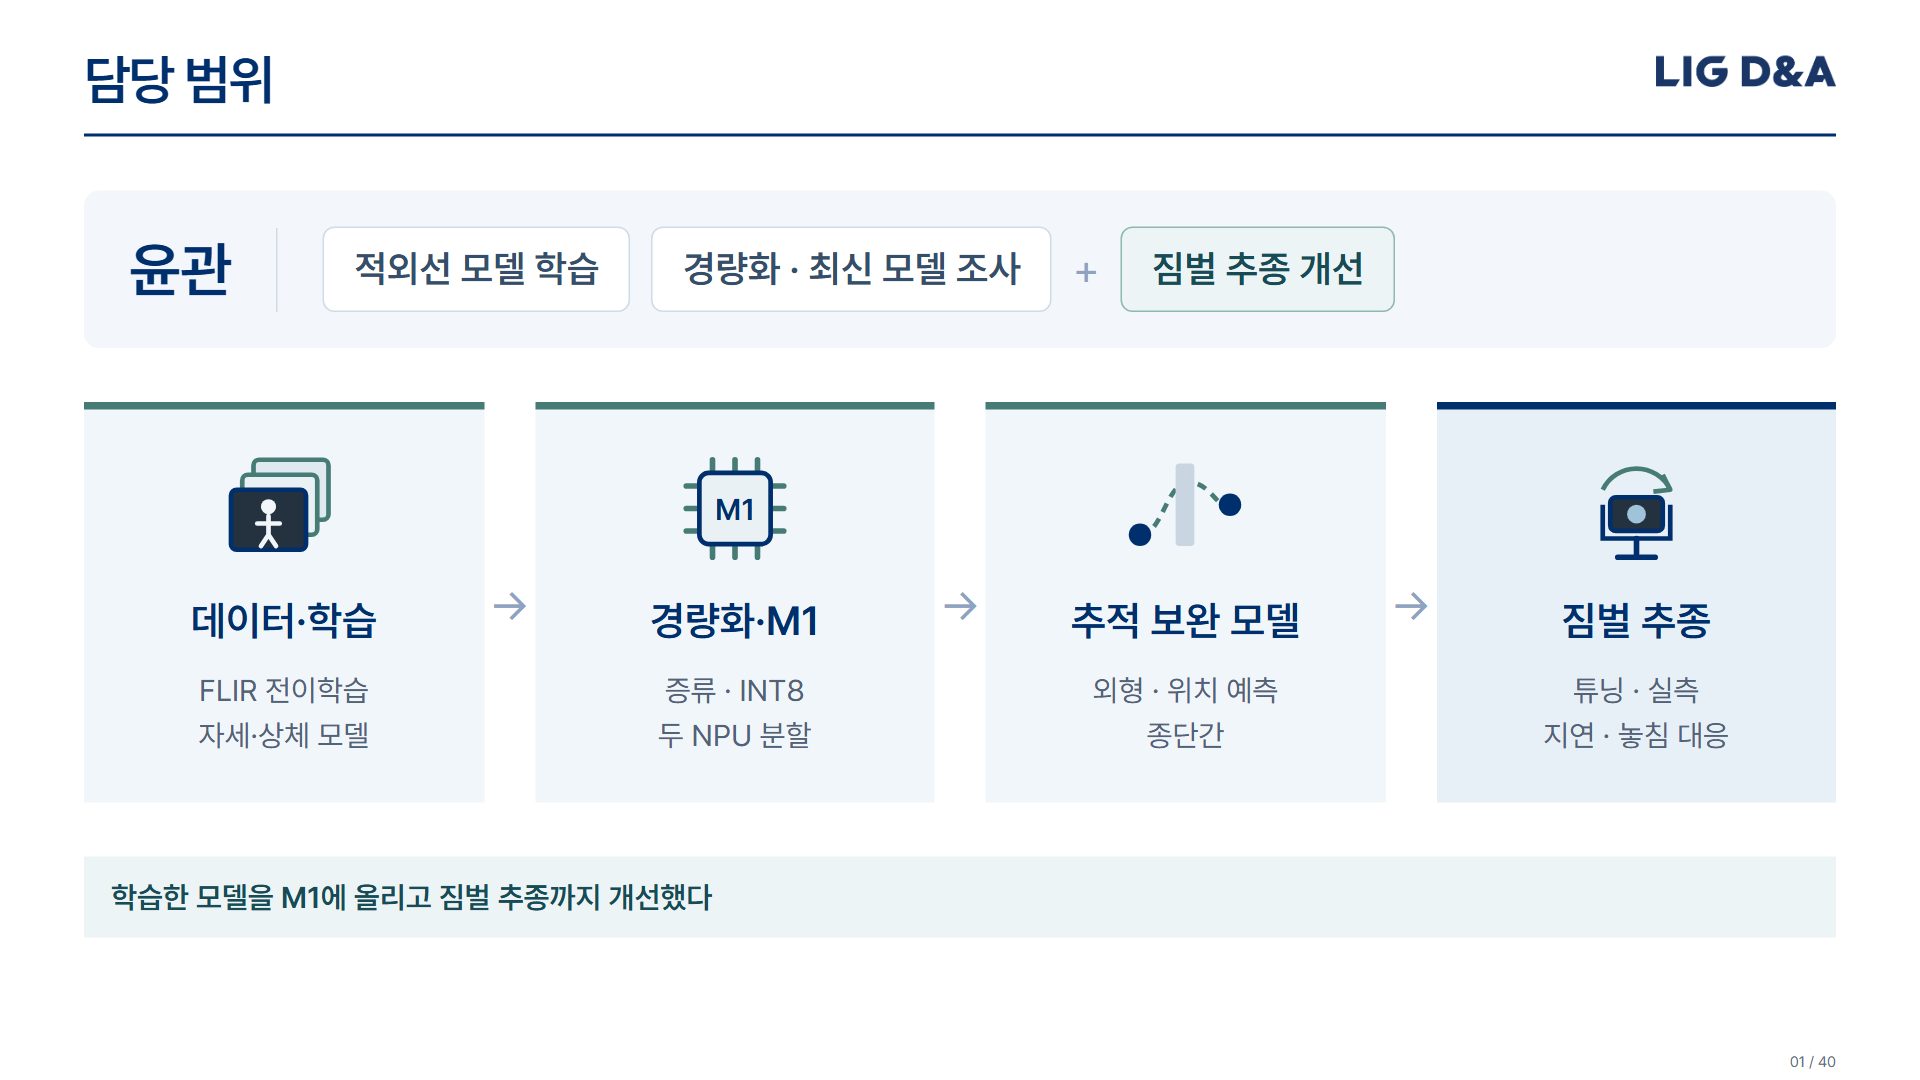 담당 범위
LIG D&A
윤관
적외선 모델 학습
경량화 · 최신 모델 조사
+
짐벌 추종 개선
데이터·학습
FLIR 전이학습
자세·상체 모델
→
M1
경량화·M1
증류 · INT8
두 NPU 분할
→
추적 보완 모델
외형 · 위치 예측
종단간
→
짐벌 추종
튜닝 · 실측
지연 · 놓침 대응
학습한 모델을 M1에 올리고 짐벌 추종까지 개선했다
01 / 40